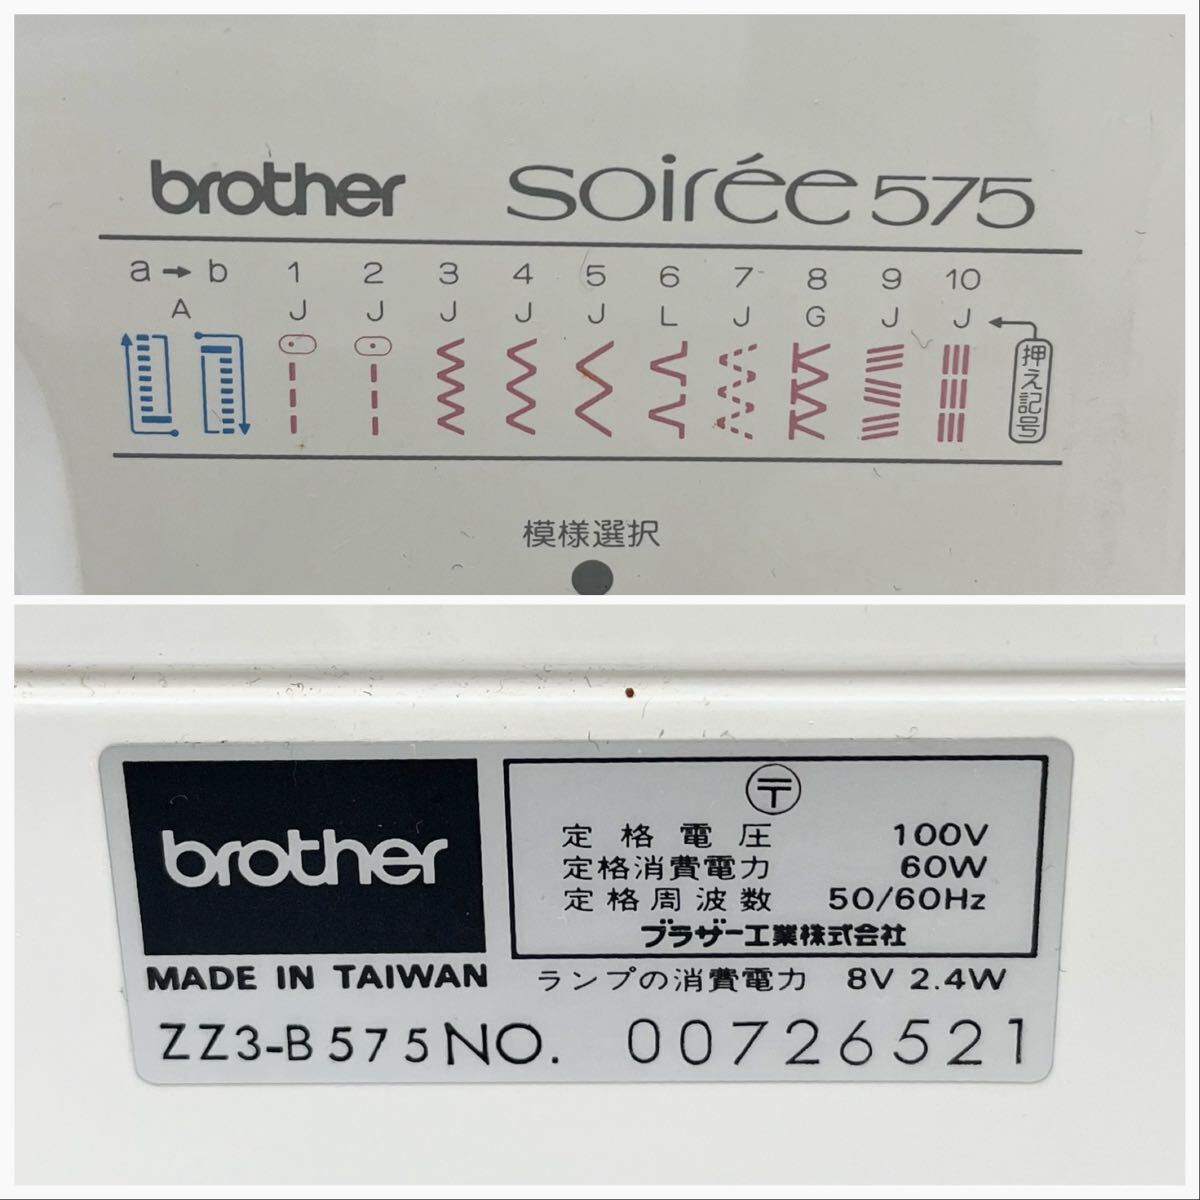 brother soirée 575
a → b 1 2 3 4 5 6 7 8 9 10
A J J J J J L J G J J
押え記号
模様選択
〒
brother
定格電圧 100V
定格消費電力 60W
定格周波数 50/60Hz
ブラザー工業株式会社
MADE IN TAIWAN ランプの消費電力 8V 2.4W
ZZ3-B575 NO. 00726521